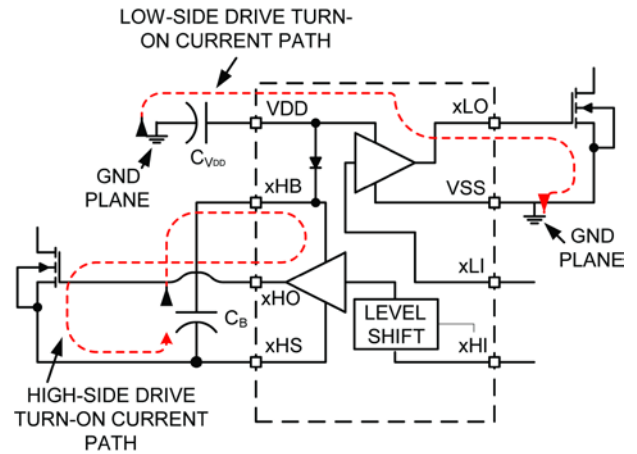 LOW-SIDE DRIVE TURN-
ON CURRENT PATH
VDD
xLO
CVDD
GND
PLANE
xHB
VSS
GND
PLANE
xLI
xHO
CB
LEVEL
SHIFT
xHS
xHI
HIGH-SIDE DRIVE
TURN-ON CURRENT
PATH